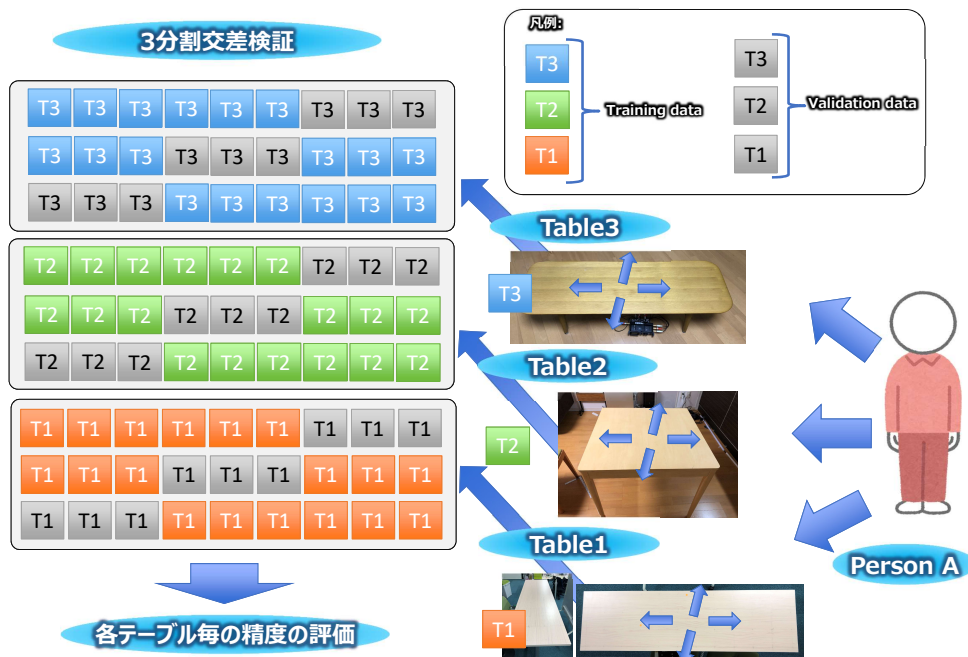 3分割交差検証
T3 T3 T3 T3 T3 T3 T3 T3 T3
T3 T3 T3 T3 T3 T3 T3 T3 T3
T3 T3 T3 T3 T3 T3 T3 T3 T3
T2 T2 T2 T2 T2 T2 T2 T2 T2
T2 T2 T2 T2 T2 T2 T2 T2 T2
T2 T2 T2 T2 T2 T2 T2 T2 T2
T1 T1 T1 T1 T1 T1 T1 T1 T1
T1 T1 T1 T1 T1 T1 T1 T1 T1
T1 T1 T1 T1 T1 T1 T1 T1 T1
各テーブル毎の精度の評価
凡例:
T3
T2
T1
Training data
T3
T2
T1
Validation data
Table3
T3
Table2
T2
Table1
T1
Person A